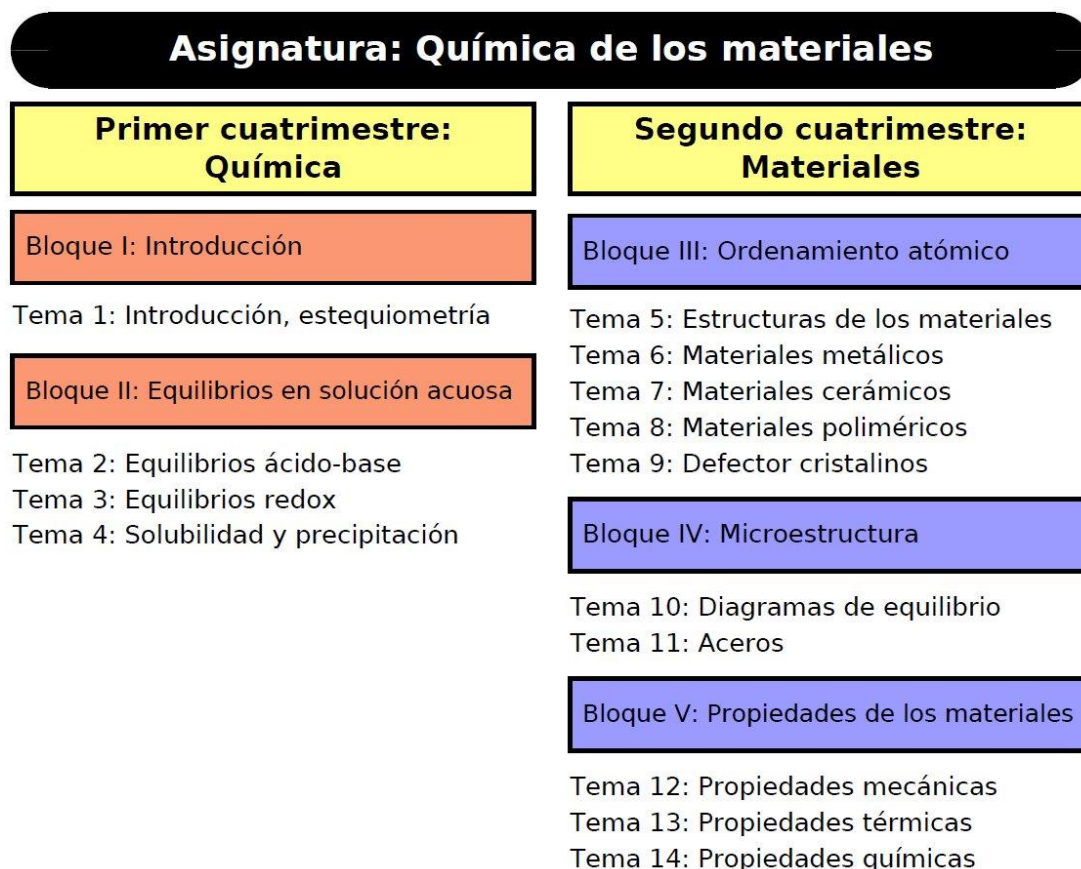 Asignatura: Química de los materiales
Primer cuatrimestre:
Química
Bloque I: Introducción
Tema 1: Introducción, estequiometría
Bloque II: Equilibrios en solución acuosa
Tema 2: Equilibrios ácido-base
Tema 3: Equilibrios redox
Tema 4: Solubilidad y precipitación
Segundo cuatrimestre:
Materiales
Bloque III: Ordenamiento atómico
Tema 5: Estructuras de los materiales
Tema 6: Materiales metálicos
Tema 7: Materiales cerámicos
Tema 8: Materiales poliméricos
Tema 9: Defector cristalinos
Bloque IV: Microestructura
Tema 10: Diagramas de equilibrio
Tema 11: Aceros
Bloque V: Propiedades de los materiales
Tema 12: Propiedades mecánicas
Tema 13: Propiedades térmicas
Tema 14: Propiedades químicas